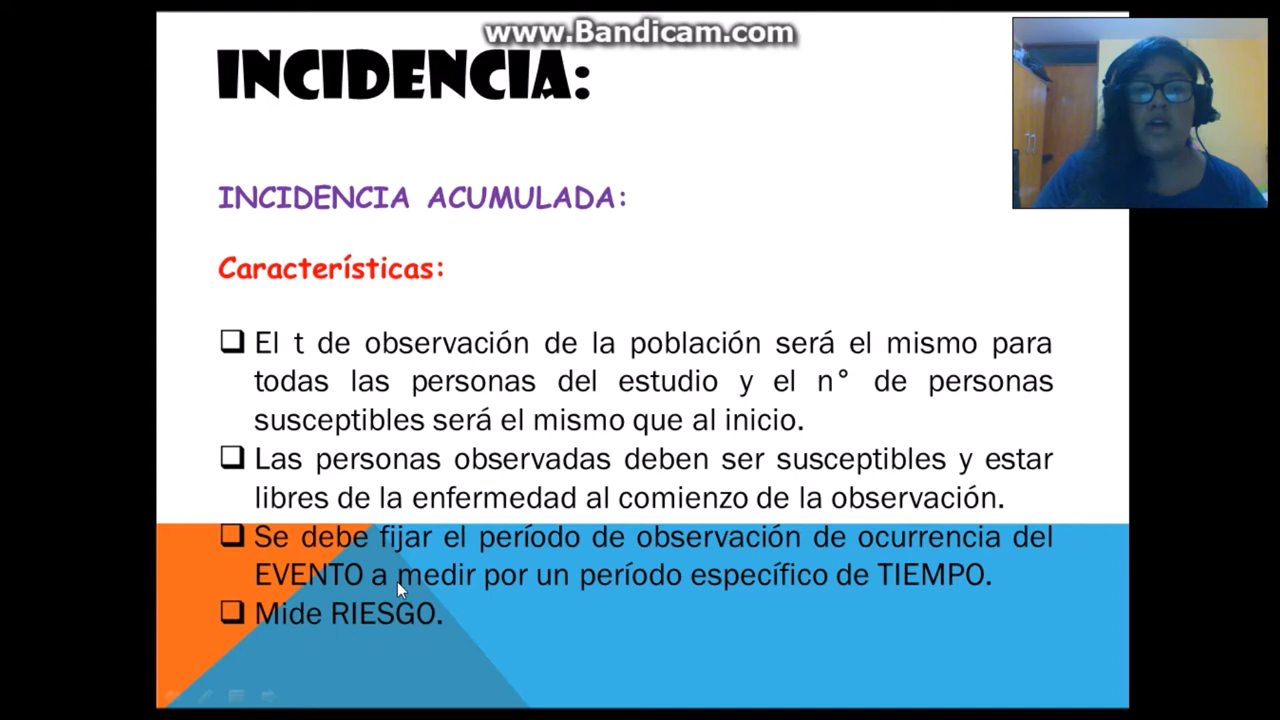 www.Bandicam.com
INCIDENCIA:
INCIDENCIA ACUMULADA:
Características:
❑ El t de observación de la población será el mismo para
todas las personas del estudio y el n° de personas
susceptibles será el mismo que al inicio.
❑ Las personas observadas deben ser susceptibles y estar
libres de la enfermedad al comienzo de la observación.
❑ Se debe fijar el período de observación de ocurrencia del
EVENTO a medir por un período específico de TIEMPO.
❑ Mide RIESGO.